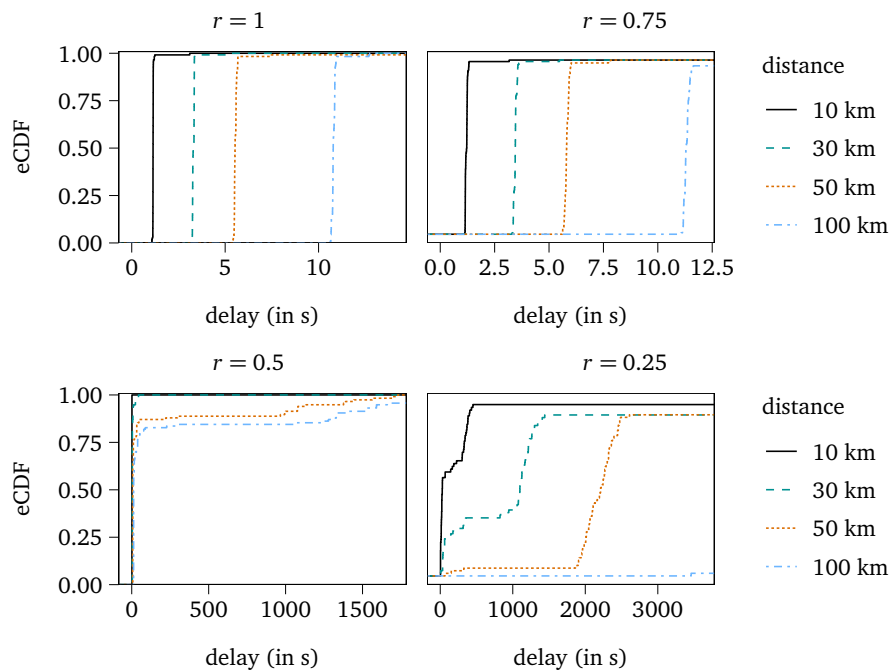 r = 1
r = 0.75
1.00
0.75
0.50
0.25
0.00
eCDF
0
5
10
delay (in s)
0.0
2.5
5.0
7.5
10.0
12.5
delay (in s)
distance
10 km
30 km
50 km
100 km
r = 0.5
r = 0.25
1.00
0.75
0.50
0.25
0.00
eCDF
0
500
1000
1500
delay (in s)
0
1000
2000
3000
delay (in s)
distance
10 km
30 km
50 km
100 km